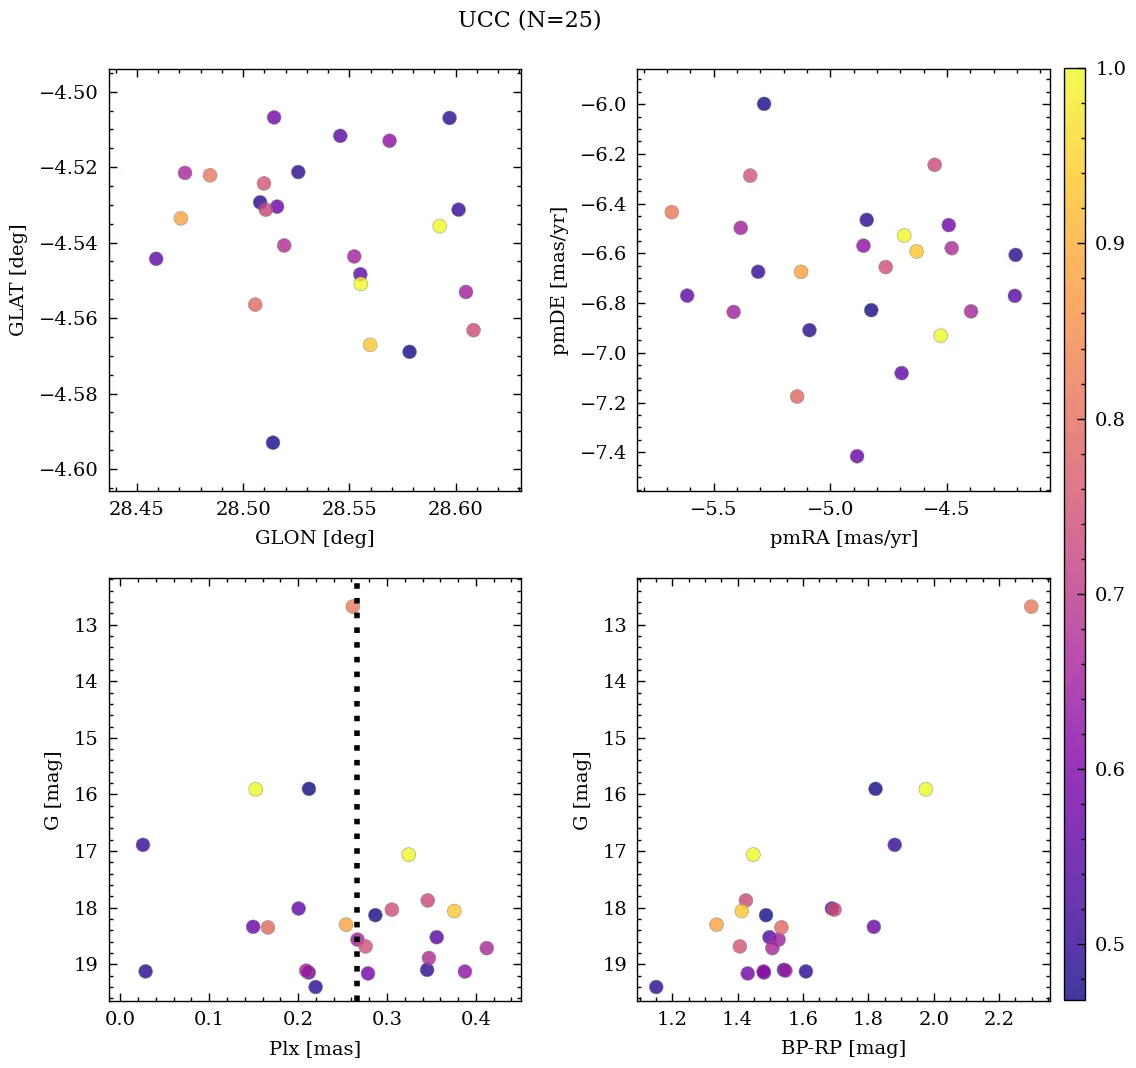 UCC (N=25)
−4.50
−4.52
−4.54
−4.56
−4.58
−4.60
GLAT [deg]
28.45 28.50 28.55 28.60
GLON [deg]
−6.0
−6.2
−6.4
−6.6
−6.8
−7.0
−7.2
−7.4
pmDE [mas/yr]
−5.5 −5.0 −4.5
pmRA [mas/yr]
13
14
15
16
17
18
19
G [mag]
0.0 0.1 0.2 0.3 0.4
Plx [mas]
13
14
15
16
17
18
19
G [mag]
1.2 1.4 1.6 1.8 2.0 2.2
BP-RP [mag]
1.0
0.9
0.8
0.7
0.6
0.5